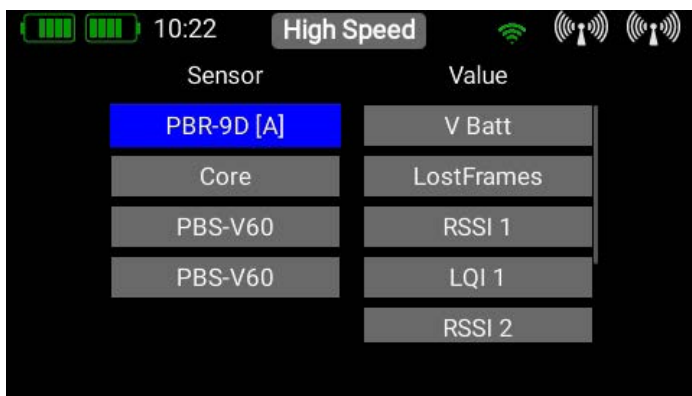 10:22 High Speed
Sensor Value
PBR-9D [A] V Batt
Core LostFrames
PBS-V60 RSSI 1
PBS-V60 LQI 1
RSSI 2